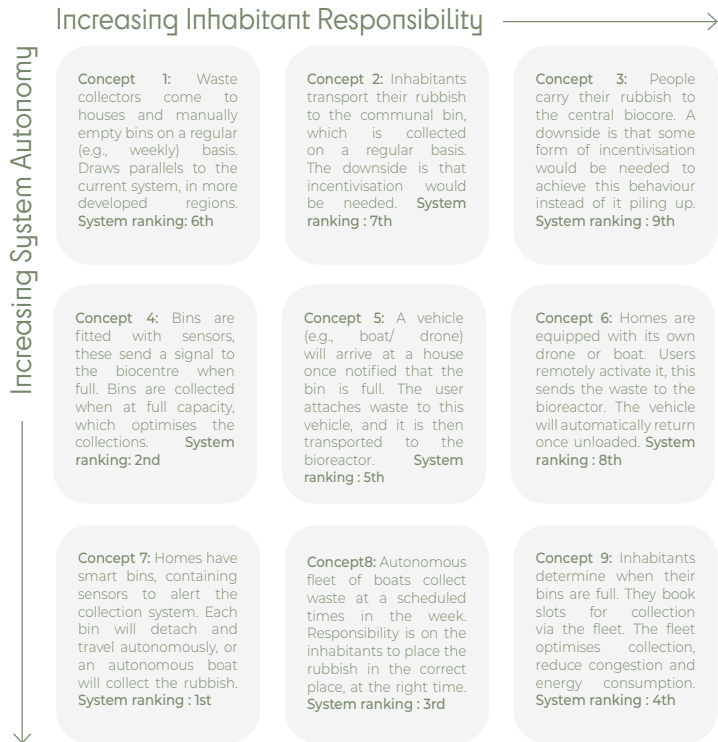 Increasing Inhabitant Responsibility
Increasing System Autonomy
Concept 1: Waste
collectors come to
houses and manually
empty bins on a regular
(e.g., weekly) basis.
Draws parallels to the
current system, in more
developed regions.
System ranking: 6th
Concept 2: Inhabitants
transport their rubbish
to the communal bin,
which is collected
on a regular basis.
The downside is that
incentivisation would
be needed. System
ranking : 7th
Concept 3: People
carry their rubbish to
the central biocore. A
downside is that some
form of incentivisation
would be needed to
achieve this behaviour
instead of it piling up.
System ranking : 9th
Concept 4: Bins are
fitted with sensors,
these send a signal to
the biocentre when
full. Bins are collected
when at full capacity,
which optimises the
collections. System
ranking: 2nd
Concept 5: A vehicle
(e.g., boat/ drone)
will arrive at a house
once notified that the
bin is full. The user
attaches waste to this
vehicle, and it is then
transported to the
bioreactor. System
ranking : 5th
Concept 6: Homes are
equipped with its own
drone or boat. Users
remotely activate it, this
sends the waste to the
bioreactor. The vehicle
will automatically return
once unloaded. System
ranking : 8th
Concept 7: Homes have
smart bins, containing
sensors to alert the
collection system. Each
bin will detach and
travel autonomously, or
an autonomous boat
will collect the rubbish.
System ranking : 1st
Concept8: Autonomous
fleet of boats collect
waste at a scheduled
times in the week.
Responsibility is on the
inhabitants to place the
rubbish in the correct
place, at the right time.
System ranking : 3rd
Concept 9: Inhabitants
determine when their
bins are full. They book
slots for collection
via the fleet. The fleet
optimises collection,
reduce congestion and
energy consumption.
System ranking : 4th